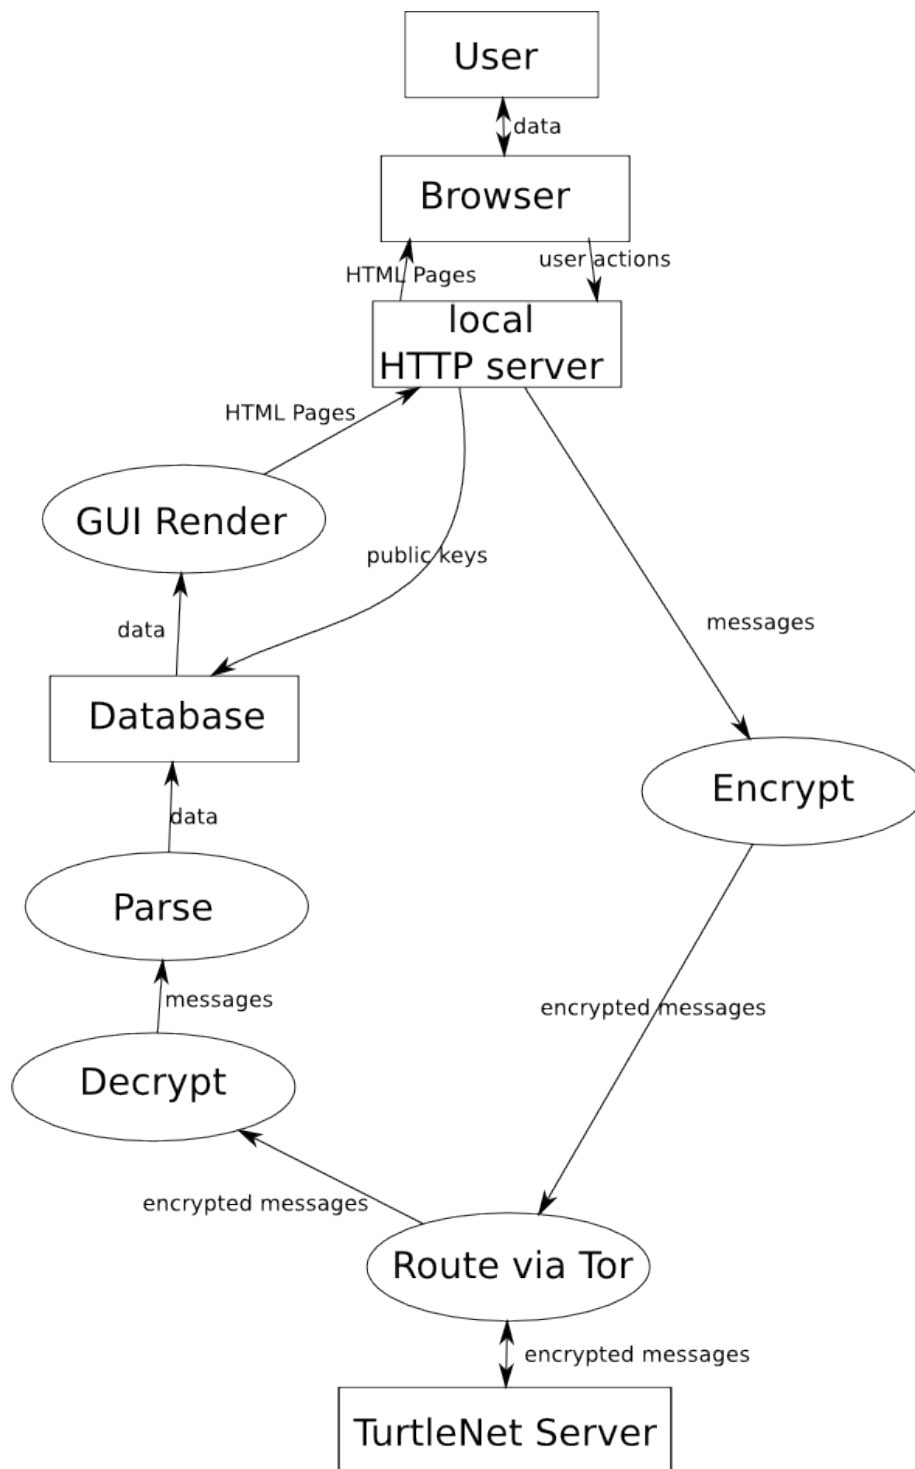 User
data
Browser
HTML Pages
user actions
local
HTTP server
HTML Pages
GUI Render
public keys
data
messages
Database
Encrypt
data
Parse
messages
encrypted messages
Decrypt
encrypted messages
Route via Tor
encrypted messages
TurtleNet Server